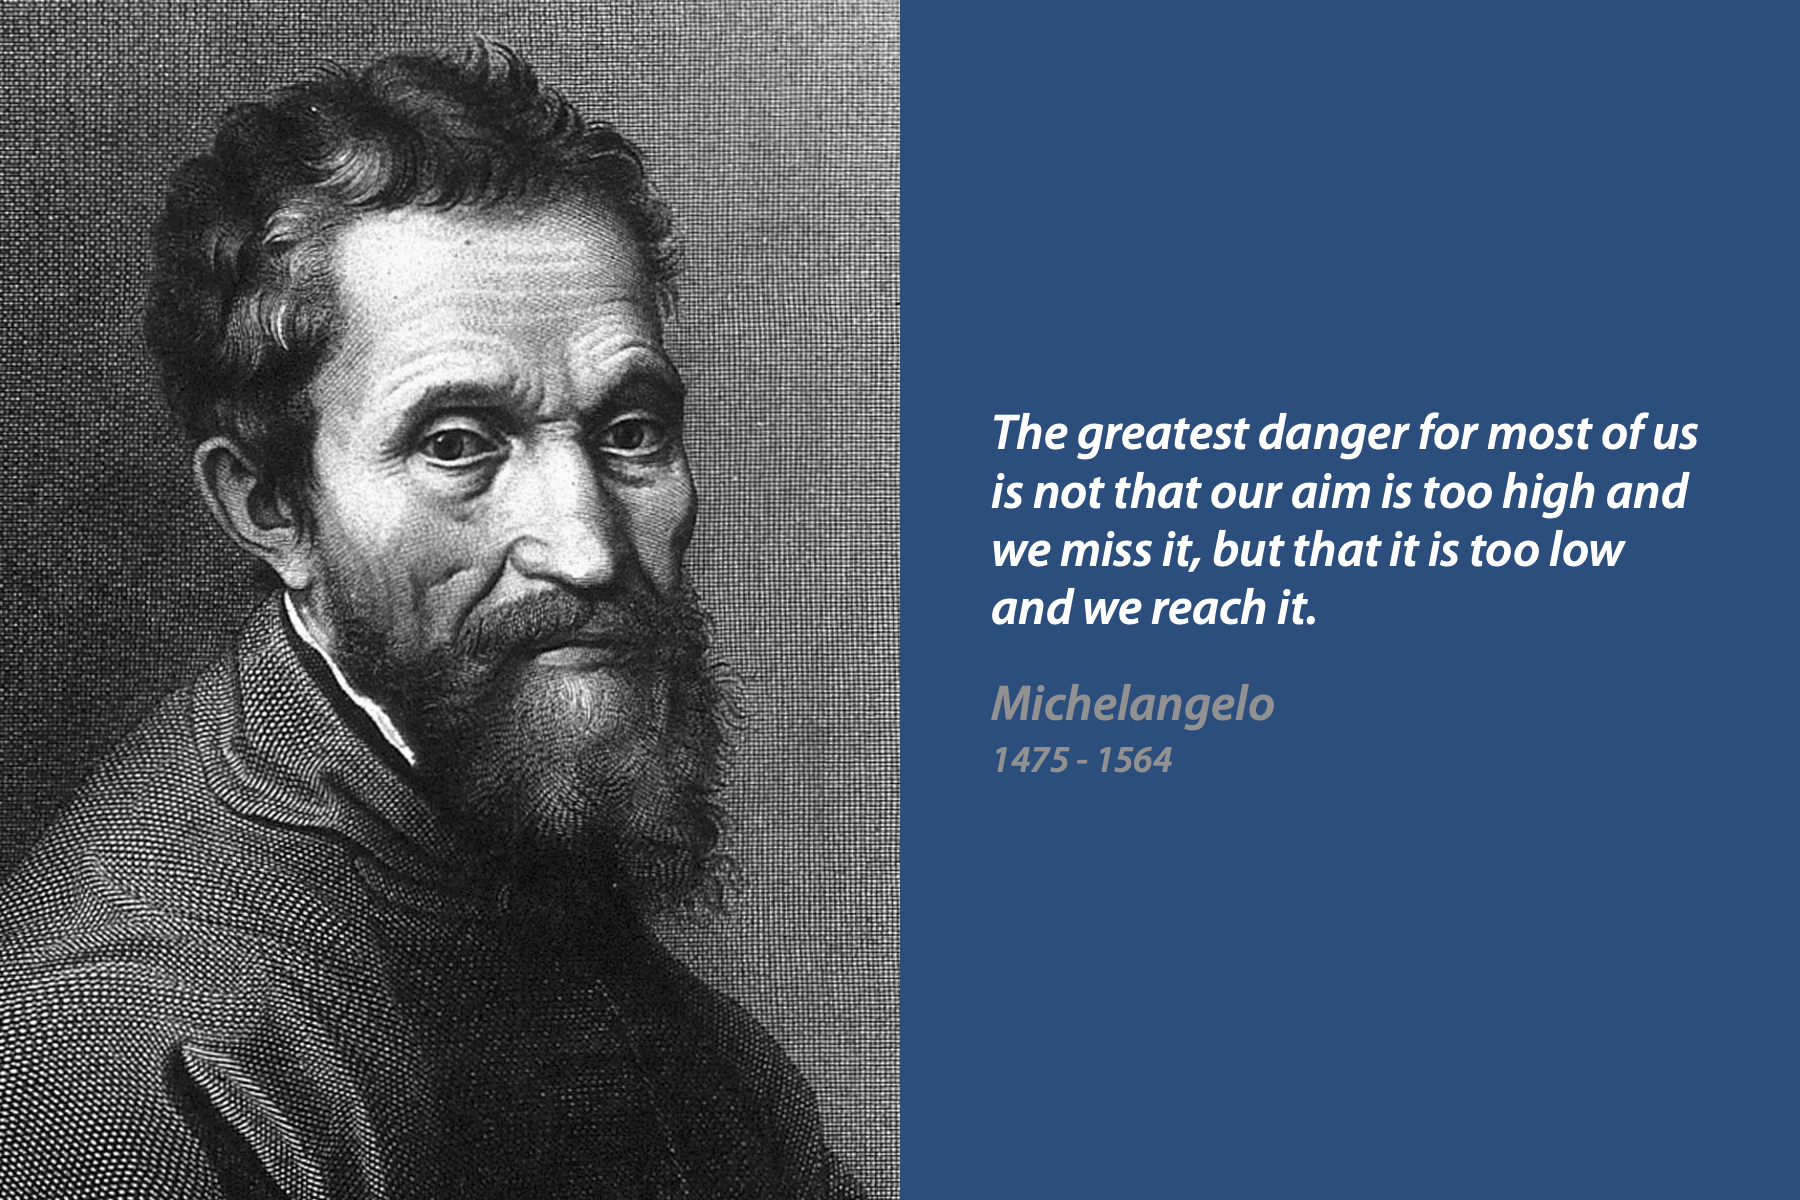 The greatest danger for most of us
is not that our aim is too high and
we miss it, but that it is too low
and we reach it.
Michelangelo
1475 - 1564